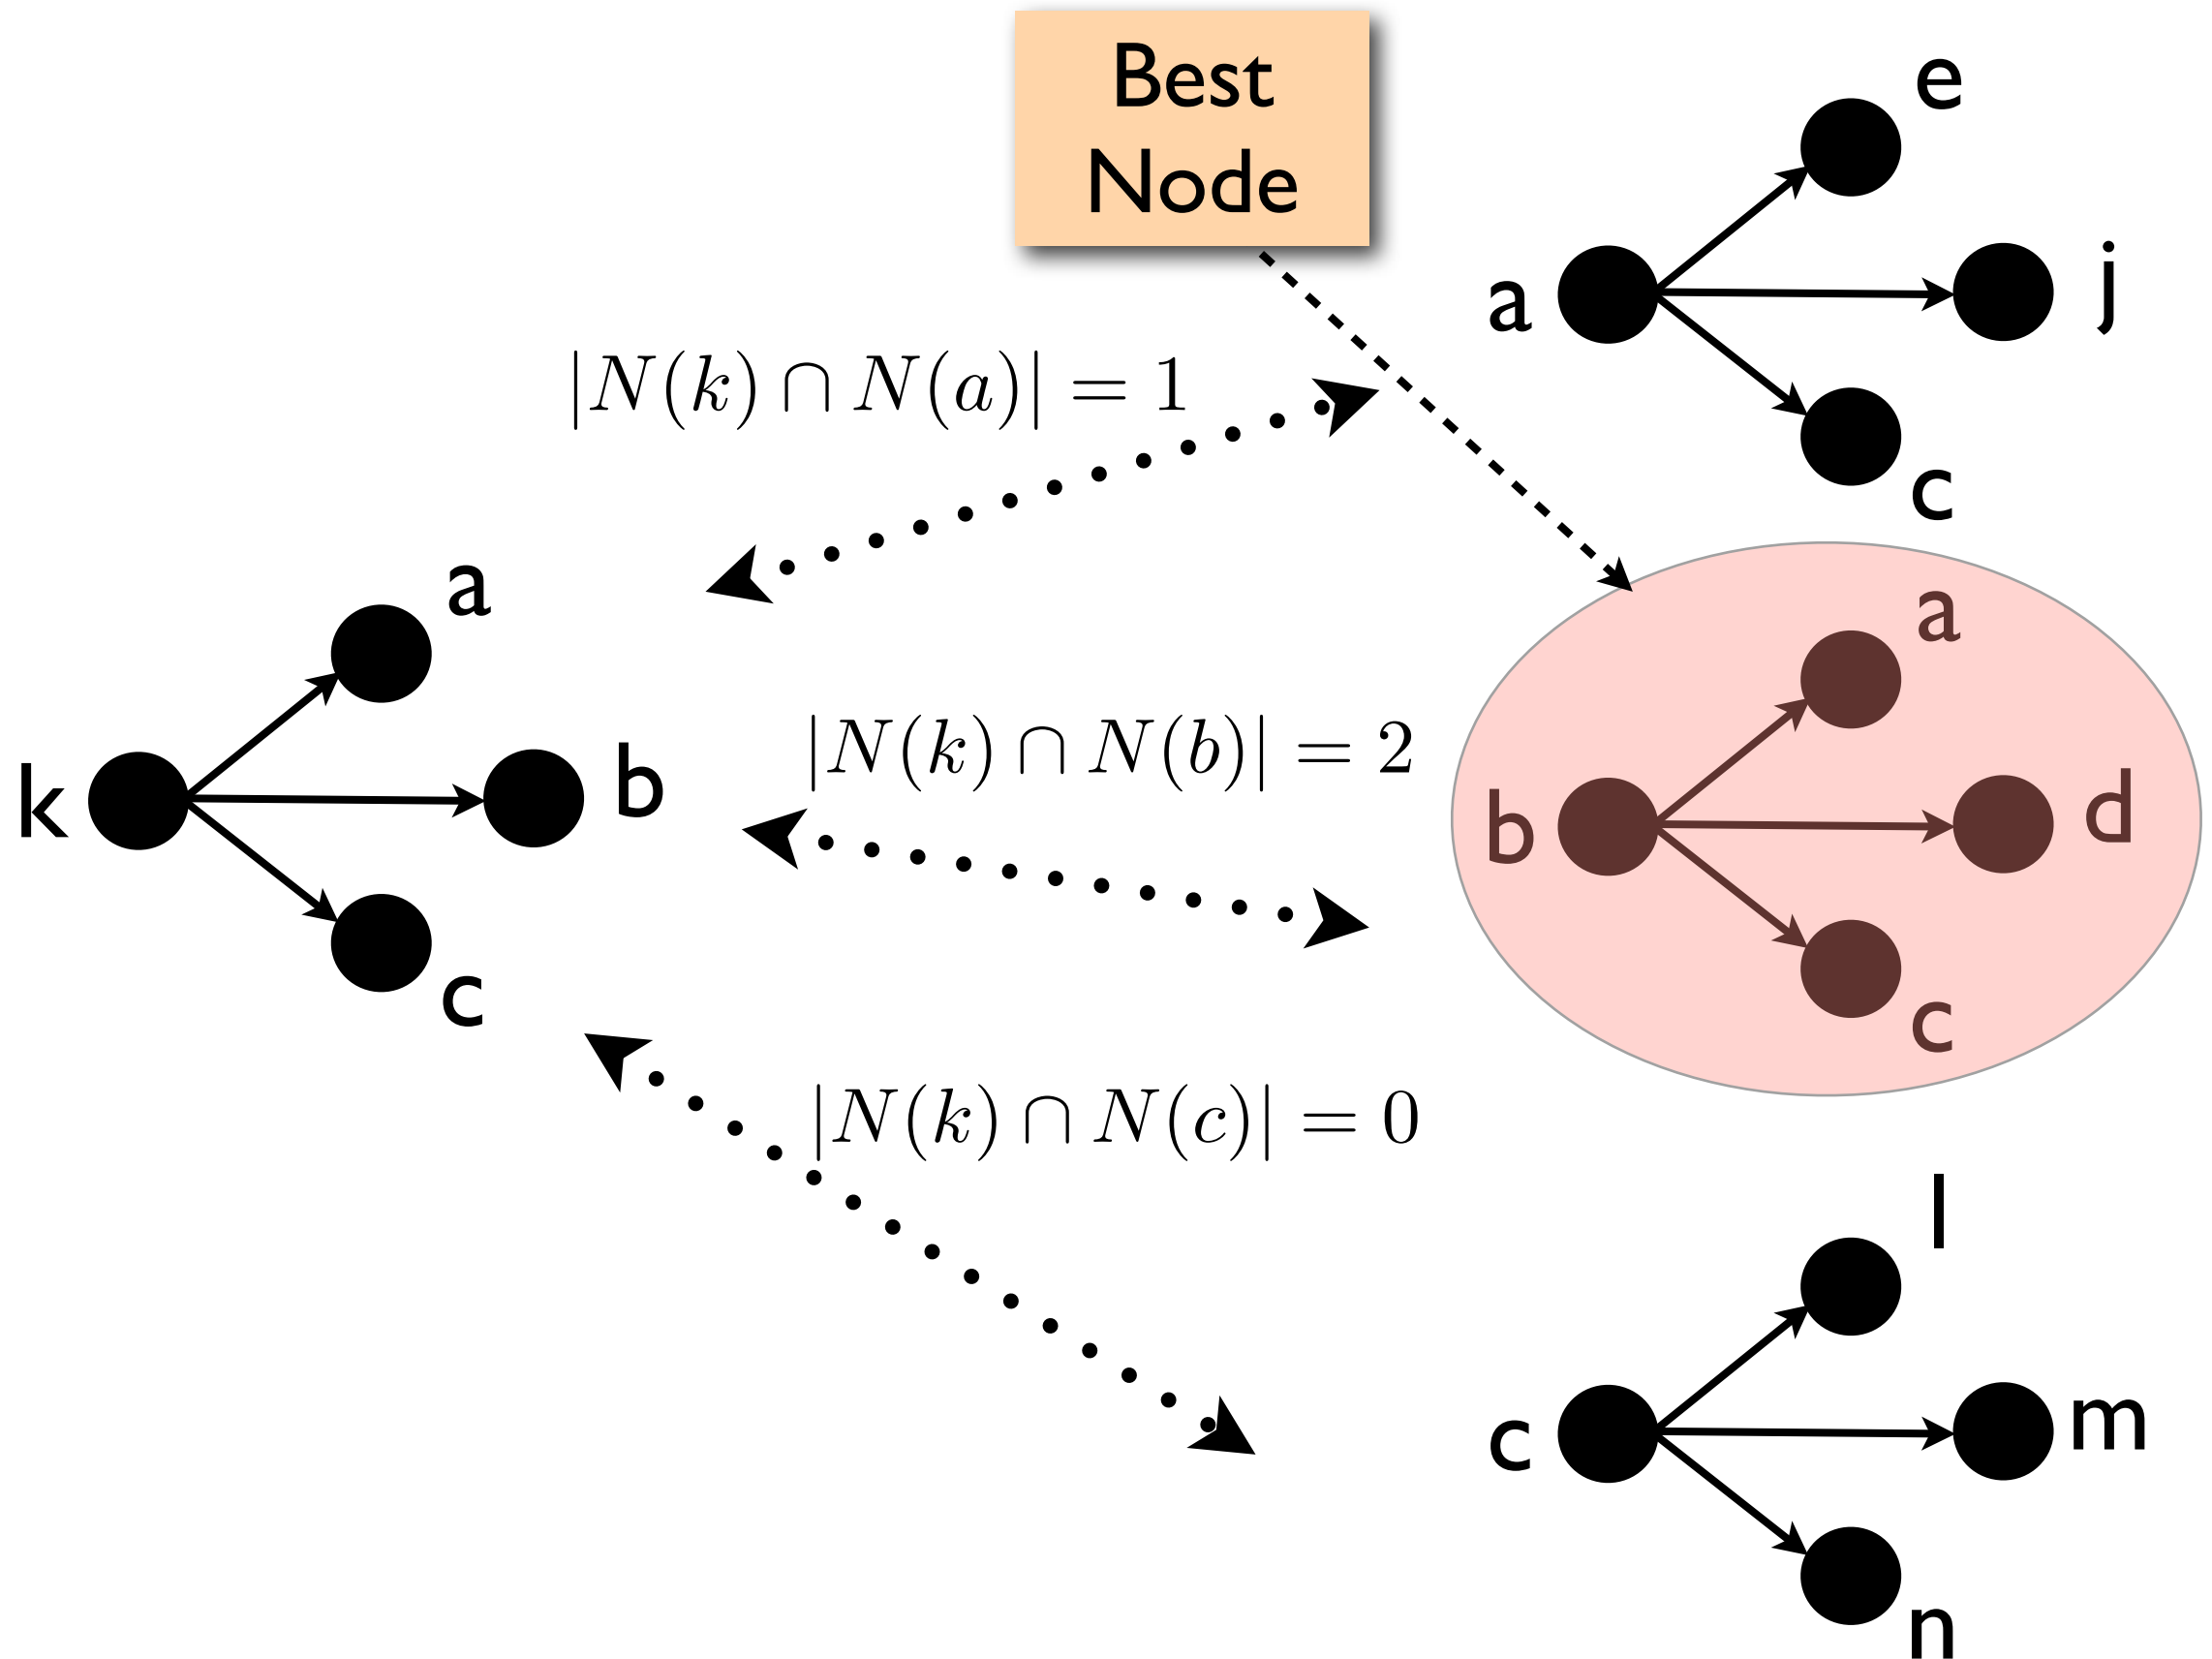 Best
Node
e
a
j
c
|N(k) ∩ N(a)| = 1
a
k
b
c
|N(k) ∩ N(b)| = 2
a
b
d
c
|N(k) ∩ N(c)| = 0
l
c
m
n